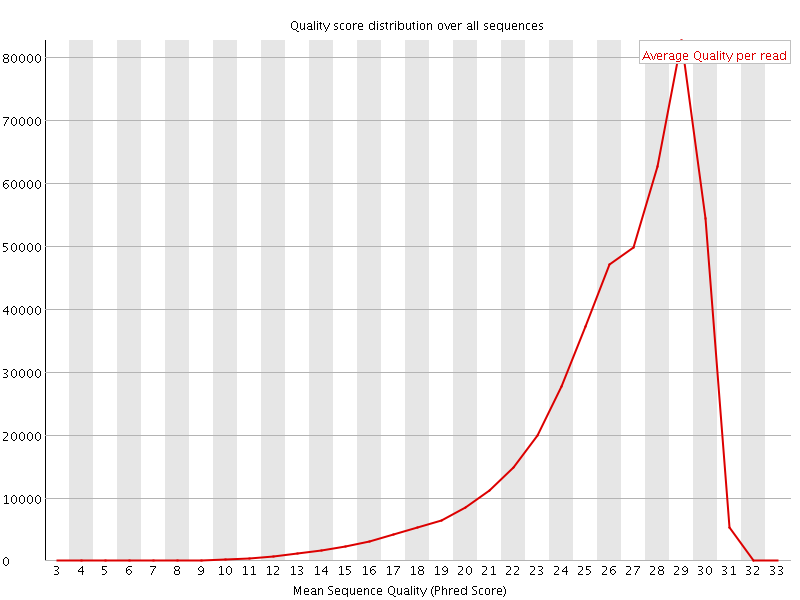 Quality score distribution over all sequences
Average Quality per read
80000
70000
60000
50000
40000
30000
20000
10000
0
3 4 5 6 7 8 9 10 11 12 13 14 15 16 17 18 19 20 21 22 23 24 25 26 27 28 29 30 31 32 33
Mean Sequence Quality (Phred Score)